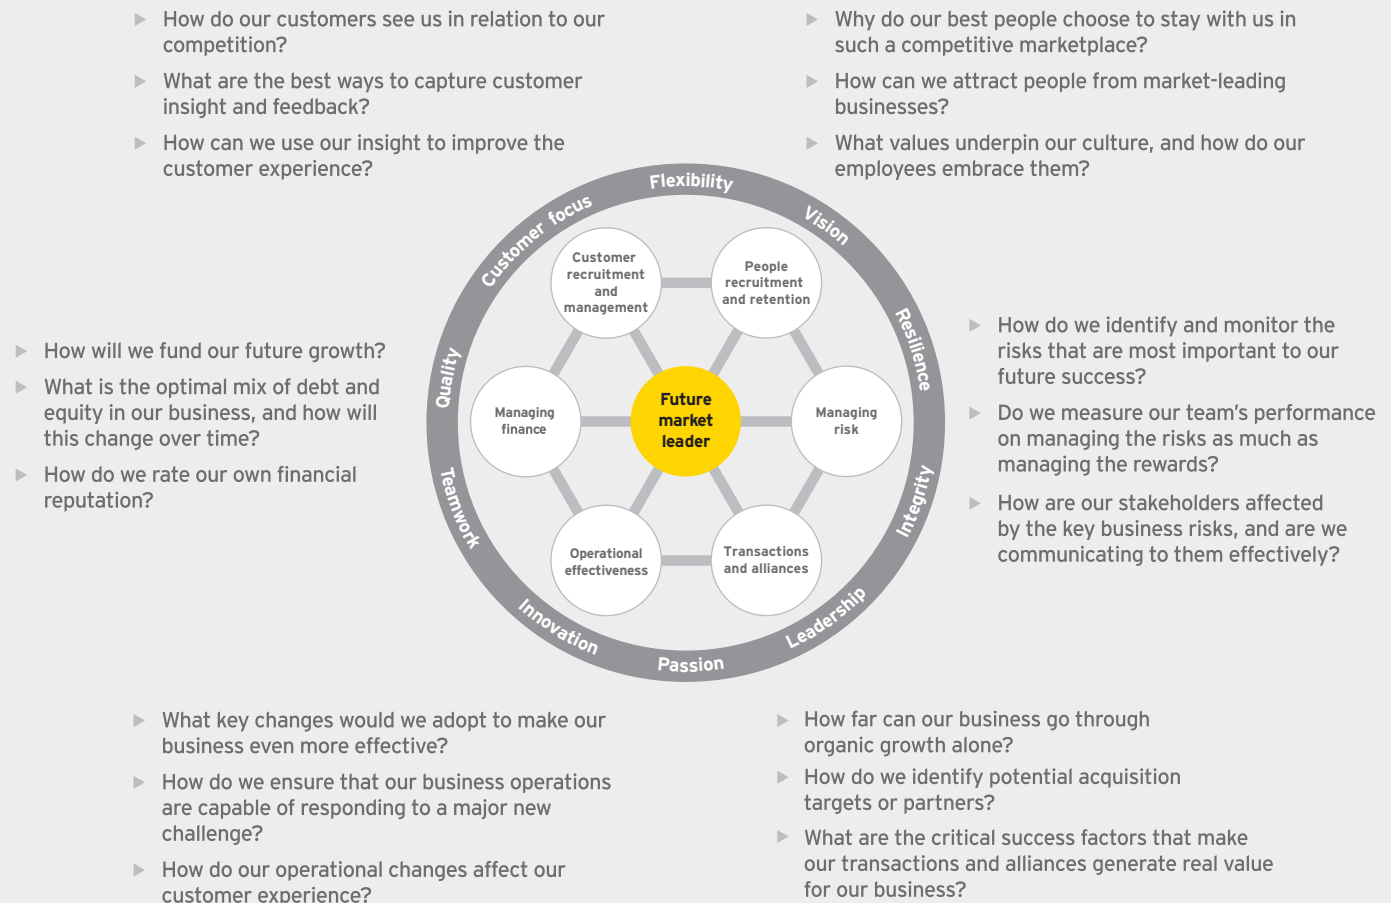 How do our customers see us in relation to our
competition?
What are the best ways to capture customer
insight and feedback?
How can we use our insight to improve the
customer experience?
Why do our best people choose to stay with us in
such a competitive marketplace?
How can we attract people from market-leading
businesses?
What values underpin our culture, and how do our
employees embrace them?
Flexibility
Customer focus
Vision
Resilience
Quality
Integrity
Teamwork
Leadership
Innovation
Passion
Customer
recruitment
and
management
People
recruitment
and retention
Managing
finance
Future
market
leader
Managing
risk
Operational
effectiveness
Transactions
and alliances
How will we fund our future growth?
What is the optimal mix of debt and
equity in our business, and how will
this change over time?
How do we rate our own financial
reputation?
How do we identify and monitor the
risks that are most important to our
future success?
Do we measure our team’s performance
on managing the risks as much as
managing the rewards?
How are our stakeholders affected
by the key business risks, and are we
communicating to them effectively?
What key changes would we adopt to make our
business even more effective?
How do we ensure that our business operations
are capable of responding to a major new
challenge?
How do our operational changes affect our
customer experience?
How far can our business go through
organic growth alone?
How do we identify potential acquisition
targets or partners?
What are the critical success factors that make
our transactions and alliances generate real value
for our business?